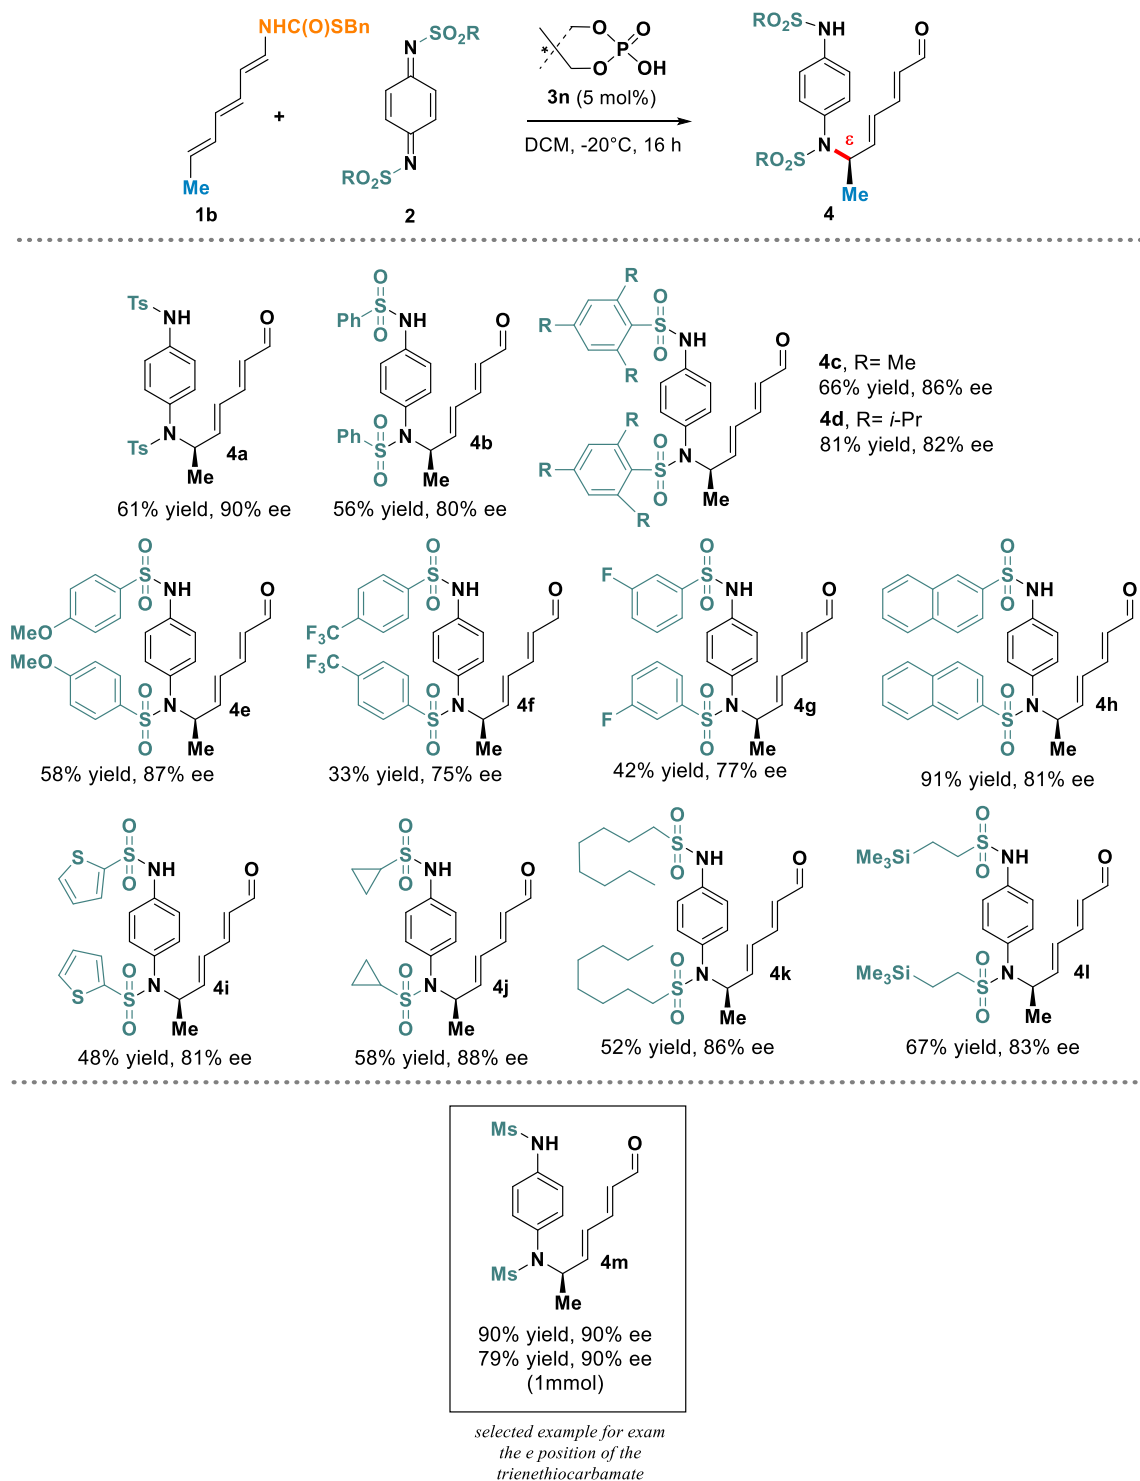 NHC(O)SBn
Me
1b
+
SO2R
N
N
RO2S
2
*
O
O
P
O
OH
3n (5 mol%)
DCM, -20°C, 16 h
RO2S
NH
O
RO2S
N
ε
Me
4
Ts
NH
O
Ts
N
Me
4a
61% yield, 90% ee
O
Ph
S
O
NH
O
Ph
O
S
O
N
Me
4b
56% yield, 80% ee
R
R
R
O
S
O
NH
O
R
R
R
O
S
O
N
Me
4c, R= Me
66% yield, 86% ee
4d, R= i-Pr
81% yield, 82% ee
MeO
O
S
O
NH
O
MeO
O
S
O
N
Me
4e
58% yield, 87% ee
F3C
O
S
O
NH
O
F3C
O
S
O
N
Me
4f
33% yield, 75% ee
F
O
S
O
NH
O
F
O
S
O
N
Me
4g
42% yield, 77% ee
O
S
O
NH
O
O
S
O
N
Me
4h
91% yield, 81% ee
S
O
S
O
NH
O
S
O
S
O
N
Me
4i
48% yield, 81% ee
O
S
O
NH
O
O
S
O
N
Me
4j
58% yield, 88% ee
O
S
O
NH
O
O
S
O
N
Me
4k
52% yield, 86% ee
Me3Si
O
S
O
NH
O
Me3Si
O
S
O
N
Me
4l
67% yield, 83% ee
Ms
NH
O
Ms
N
Me
4m
90% yield, 90% ee
79% yield, 90% ee
(1mmol)
selected example for exam
the e position of the
trienethiocarbamate